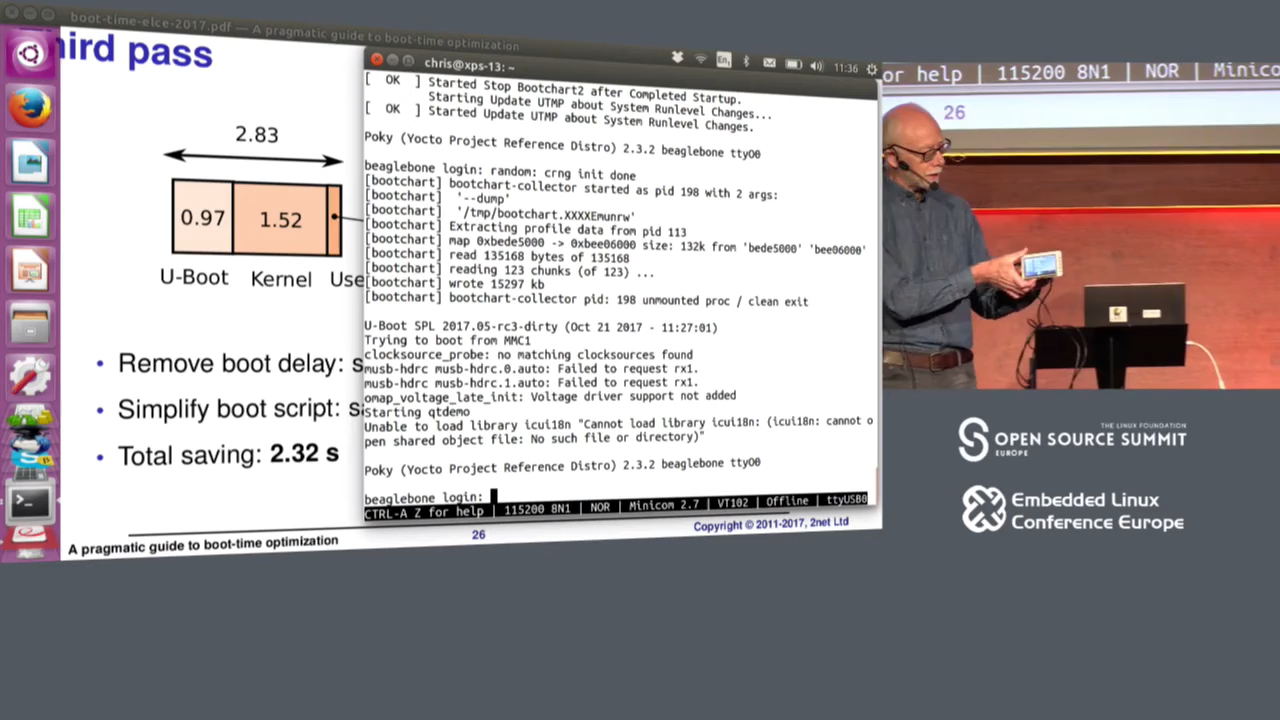 boot-time-elce-2017.pdf — A pragmatic guide to boot-time optimization
hird pass
2.83
0.97
1.52
U-Boot
Kernel
Use
• Remove boot delay: s
• Simplify boot script: sa
• Total saving: 2.32 s
A pragmatic guide to boot-time optimization
26
Copyright © 2011-2017, 2net Ltd
chris@xps-13: ~
En
11:36
[  OK  ] Started Stop Bootchart2 after Completed Startup.
Starting Update UTMP about System Runlevel Changes...
[  OK  ] Started Update UTMP about System Runlevel Changes.
Poky (Yocto Project Reference Distro) 2.3.2 beaglebone ttyO0
beaglebone login: random: crng init done
[bootchart] bootchart-collector started as pid 198 with 2 args:
[bootchart]  '--dump'
[bootchart]  '/tmp/bootchart.XXXXEmunrw'
[bootchart] Extracting profile data from pid 113
[bootchart] map 0xbede5000 -> 0xbee06000 size: 132k from 'bede5000' 'bee06000'
[bootchart] read 135168 bytes of 135168
[bootchart] reading 123 chunks (of 123) ...
[bootchart] wrote 15297 kb
[bootchart] bootchart-collector pid: 198 unmounted proc / clean exit
U-Boot SPL 2017.05-rc3-dirty (Oct 21 2017 - 11:27:01)
Trying to boot from MMC1
clocksource_probe: no matching clocksources found
musb-hdrc musb-hdrc.0.auto: Failed to request rx1.
musb-hdrc musb-hdrc.1.auto: Failed to request rx1.
omap_voltage_late_init: Voltage driver support not added
Starting qtdemo
Unable to load library icui18n "Cannot load library icui18n: (icui18n: cannot o
pen shared object file: No such file or directory)"
Poky (Yocto Project Reference Distro) 2.3.2 beaglebone ttyO0
beaglebone login:
CTRL-A Z for help | 115200 8N1 | NOR | Minicom 2.7 | VT102 | Offline | ttyUSB0
or help | 115200 8N1 | NOR | Minico
26
THE LINUX FOUNDATION
OPEN SOURCE SUMMIT
EUROPE
Embedded Linux
Conference Europe